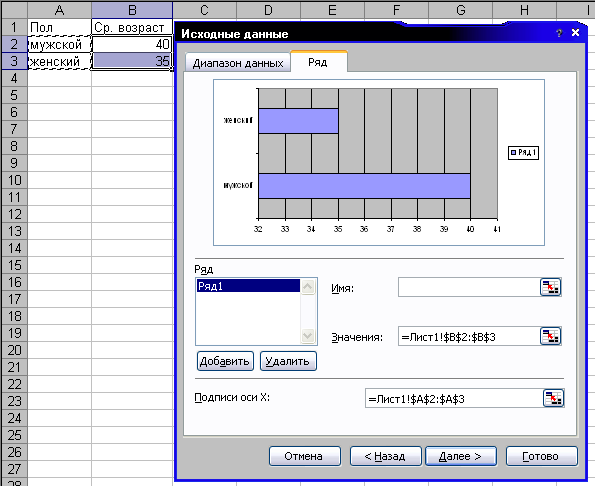 A B C D E F G H I
1 Пол Ср. возраст
2 мужской 40
3 женский 35
4
5
6
7
8
9
10
11
12
13
14
15
16
17
18
19
20
21
22
23
24
25
26
27
28
Исходные данные ? ×
Диапазон данных Ряд
женский
мужской
32 33 34 35 36 37 38 39 40 41
Ряд1
Ряд
Ряд1
Имя:
Значения: =Лист1!$B$2:$B$3
Добавить Удалить
Подписи оси X: =Лист1!$A$2:$A$3
Отмена < Назад Далее > Готово